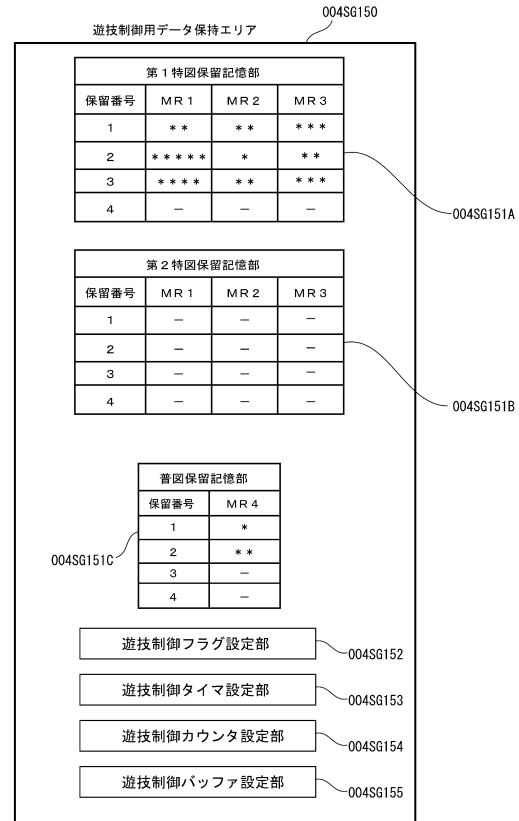 004SG150
遊技制御用データ保持エリア
第1特図保留記憶部
保留番号 MR1 MR2 MR3
1 ** ** ***
2 ***** * **
3 **** ** ***
4 － － －
004SG151A
第2特図保留記憶部
保留番号 MR1 MR2 MR3
1 － － －
2 － － －
3 － － －
4 － － －
004SG151B
普図保留記憶部
保留番号 MR4
1 *
2 **
3 －
4 －
004SG151C
遊技制御フラグ設定部
004SG152
遊技制御タイマ設定部
004SG153
遊技制御カウンタ設定部
004SG154
遊技制御バッファ設定部
004SG155